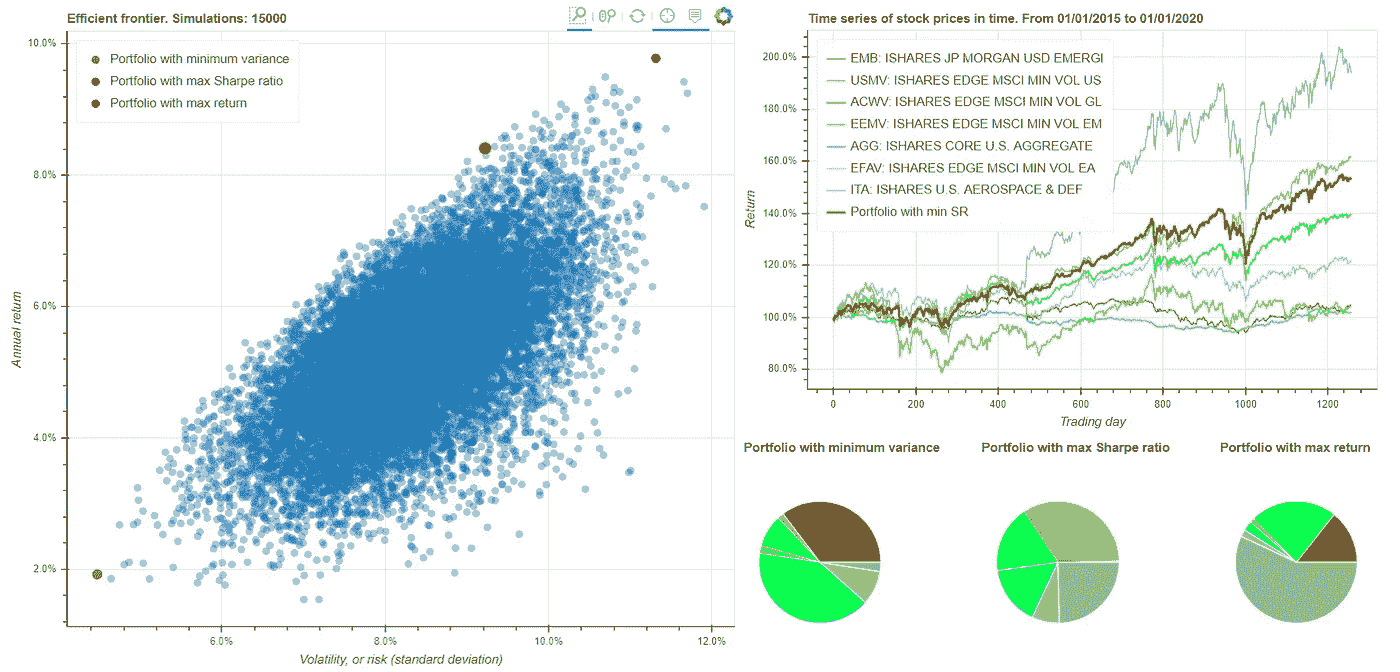 Efficient frontier. Simulations: 15000
10.0%
8.0%
6.0%
4.0%
2.0%
Annual return
Portfolio with minimum variance
Portfolio with max Sharpe ratio
Portfolio with max return
6.0%
8.0%
10.0%
12.0%
Volatility, or risk (standard deviation)
Time series of stock prices in time. From 01/01/2015 to 01/01/2020
200.0%
180.0%
160.0%
140.0%
120.0%
100.0%
80.0%
Return
EMB: ISHARES JP MORGAN USD EMERGI
USMV: ISHARES EDGE MSCI MIN VOL US
ACWV: ISHARES EDGE MSCI MIN VOL GL
EEMV: ISHARES EDGE MSCI MIN VOL EM
AGG: ISHARES CORE U.S. AGGREGATE
EFAV: ISHARES EDGE MSCI MIN VOL EA
ITA: ISHARES U.S. AEROSPACE & DEF
Portfolio with min SR
0
200
400
600
800
1000
1200
Trading day
Portfolio with minimum variance
Portfolio with max Sharpe ratio
Portfolio with max return